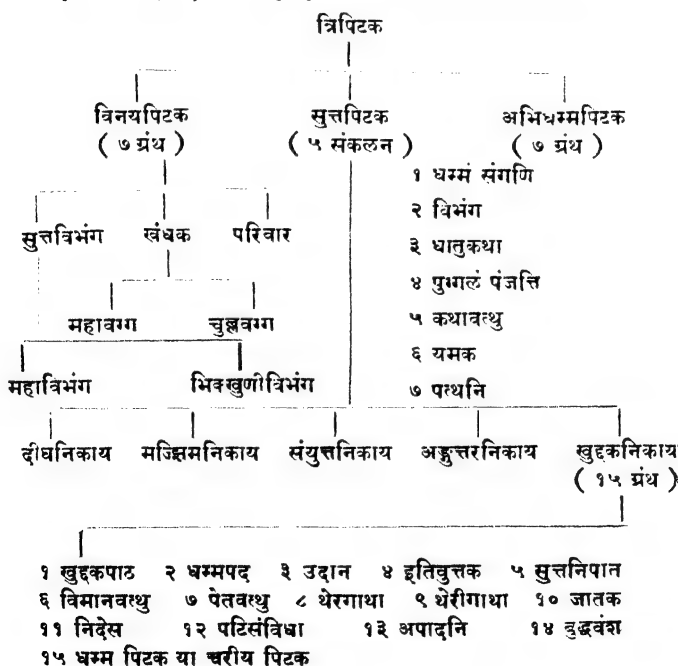 त्रिपिटक
विनयपिटक सुत्तपिटक अभिधम्मपिटक
( ७ ग्रंथ ) ( ५ संकलन ) ( ७ ग्रंथ )
१ धम्मं संगणि
२ विभंग
३ धातुकथा
४ पुग्गलं पंजत्ति
५ कथावत्थु
६ यमक
७ पत्थनि
सुत्तविभंग खंधक परिवार
महावग्ग चुल्लवग्ग
महाविभंग भिक्खुणीविभंग
दीघनिकाय मज्झिमनिकाय संयुत्तनिकाय अङ्गुत्तरनिकाय खुद्दकनिकाय
( १५ ग्रंथ )
१ खुद्दकपाठ २ धम्मपद ३ उदान ४ इतिवुत्तक ५ सुत्तनिपात
६ विमानवत्थु ७ पेतवत्थु ८ थेरगाथा ९ थेरीगाथा १० जातक
११ निदेस १२ पटिसंविधा १३ अपादनि १४ बुद्धवंश
१५ धम्म पिटक या चरीय पिटक